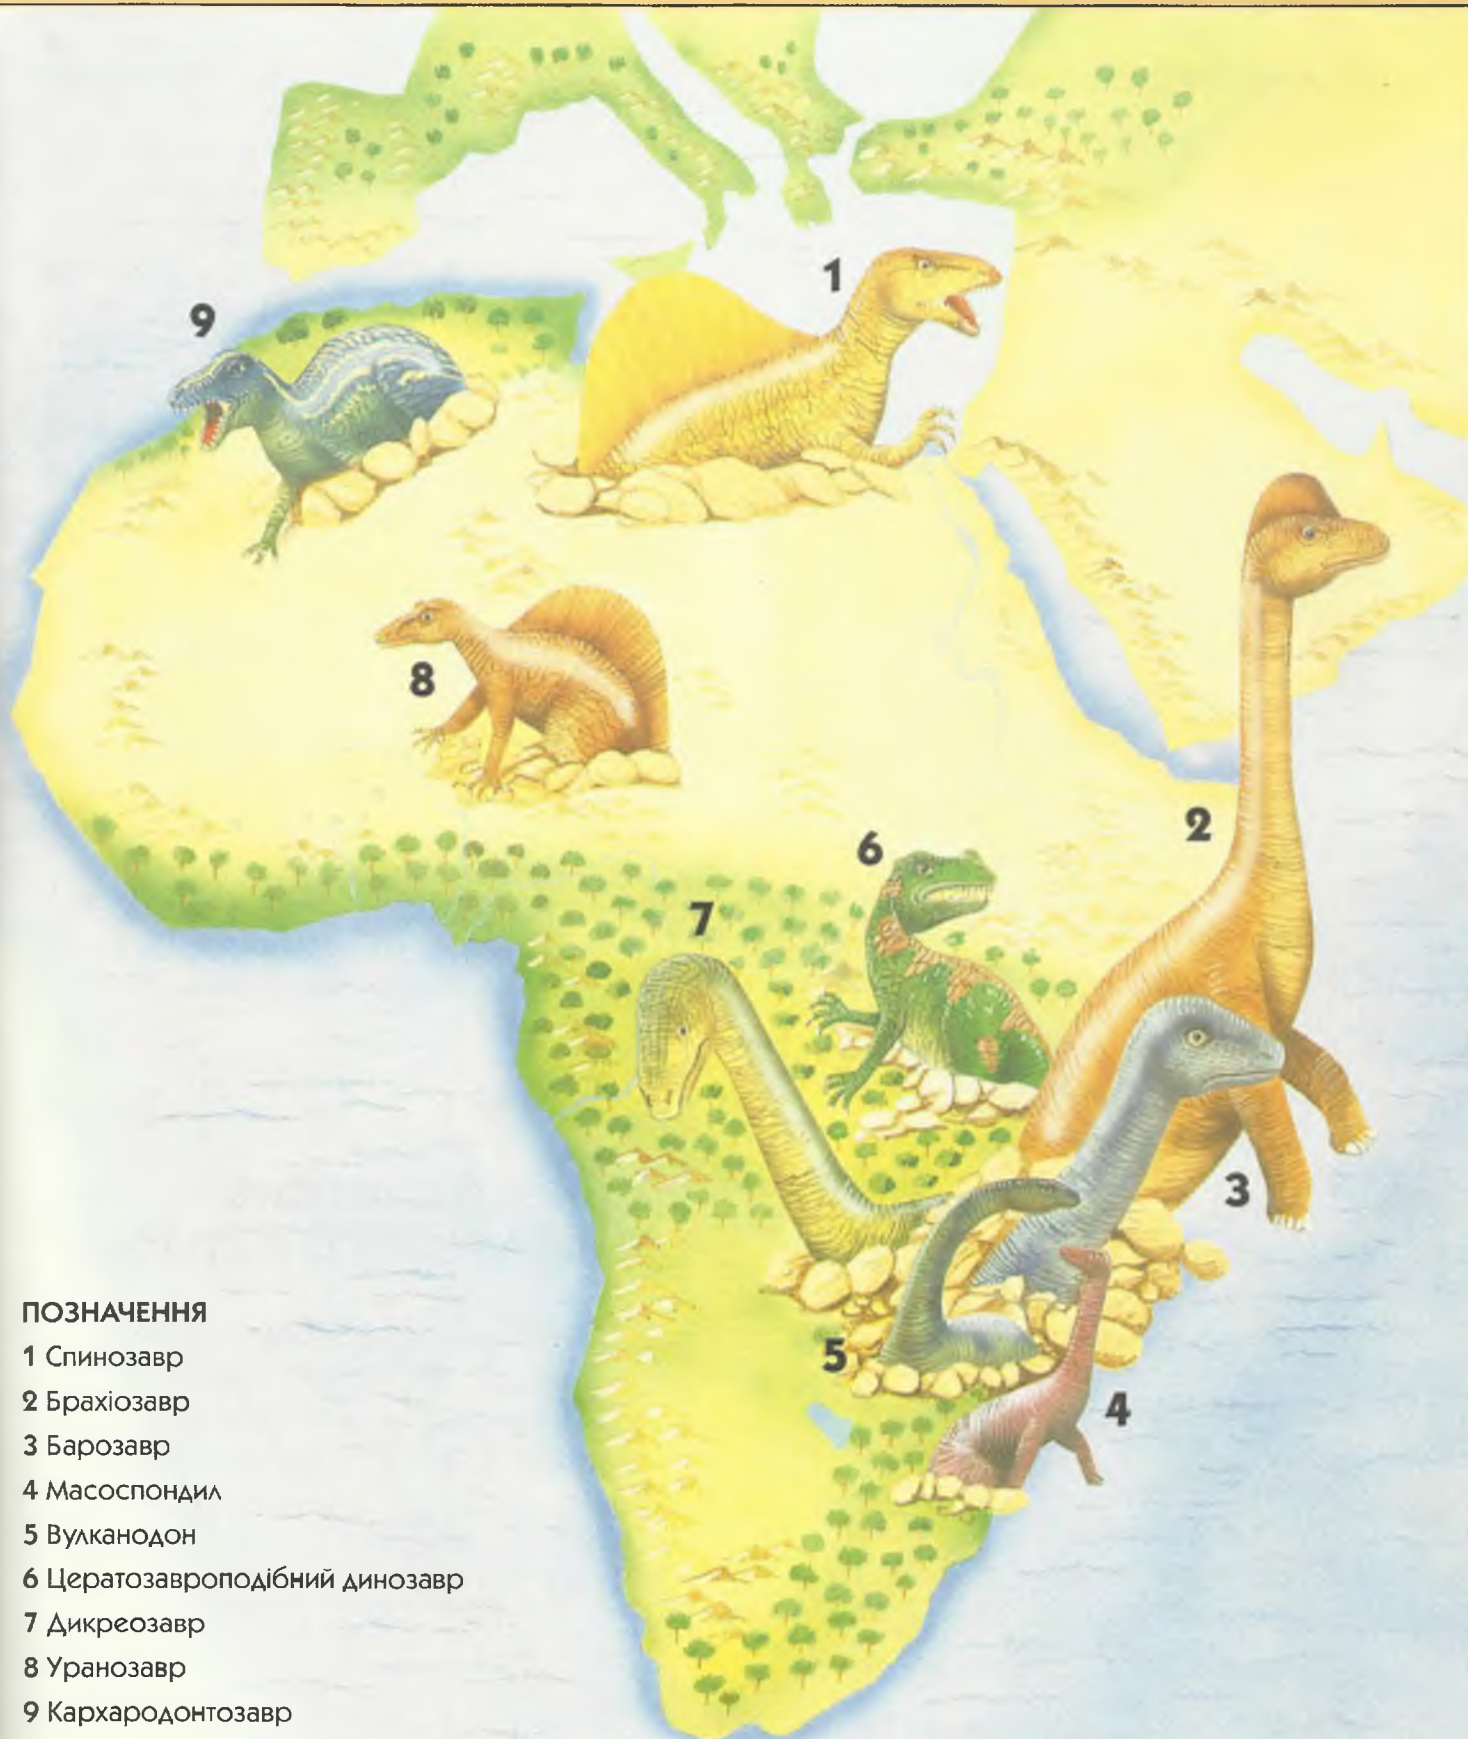 1
9
8
2
6
7
3
5
4
ПОЗНАЧЕННЯ
1 Спинозавр
2 Брахіозавр
3 Барозавр
4 Масоспондил
5 Вулканодон
6 Цератозавроподібний динозавр
7 Дикреозавр
8 Уранозавр
9 Кархародонтозавр